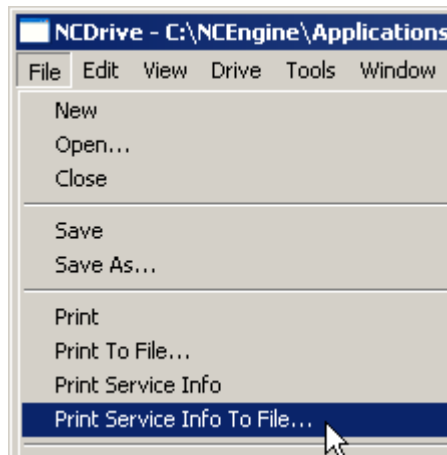 NCDrive - C:\NCEngine\Applications
File Edit View Drive Tools Window
New
Open...
Close
Save
Save As...
Print
Print To File...
Print Service Info
Print Service Info To File...